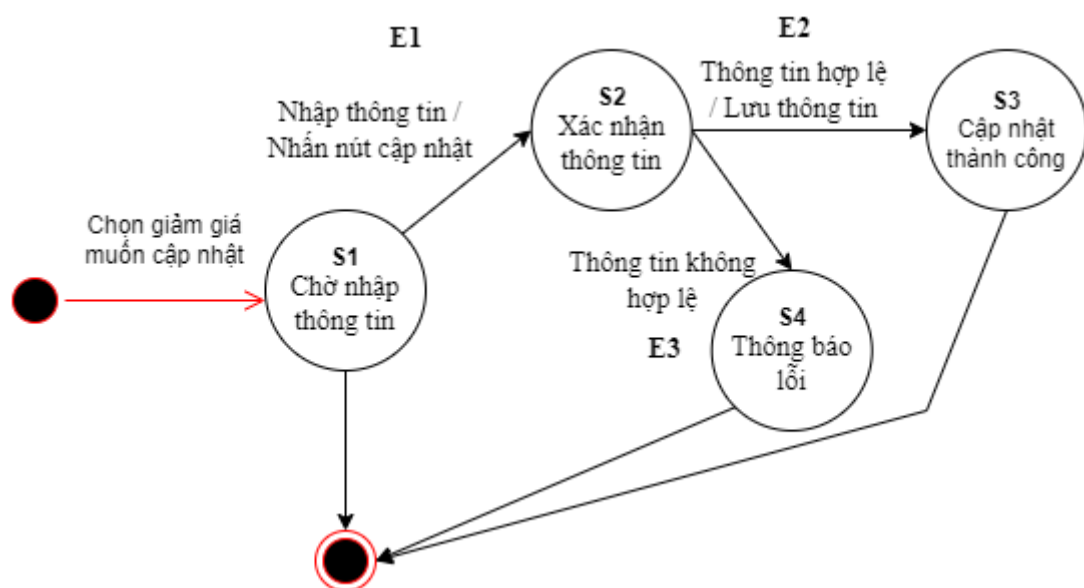 E1
E2
Nhập thông tin /
Nhấn nút cập nhật
S2
Xác nhận
thông tin
Thông tin hợp lệ
/ Lưu thông tin
S3
Cập nhật
thành công
Chọn giảm giá
muốn cập nhật
S1
Chờ nhập
thông tin
Thông tin không
hợp lệ
E3
S4
Thông báo
lỗi